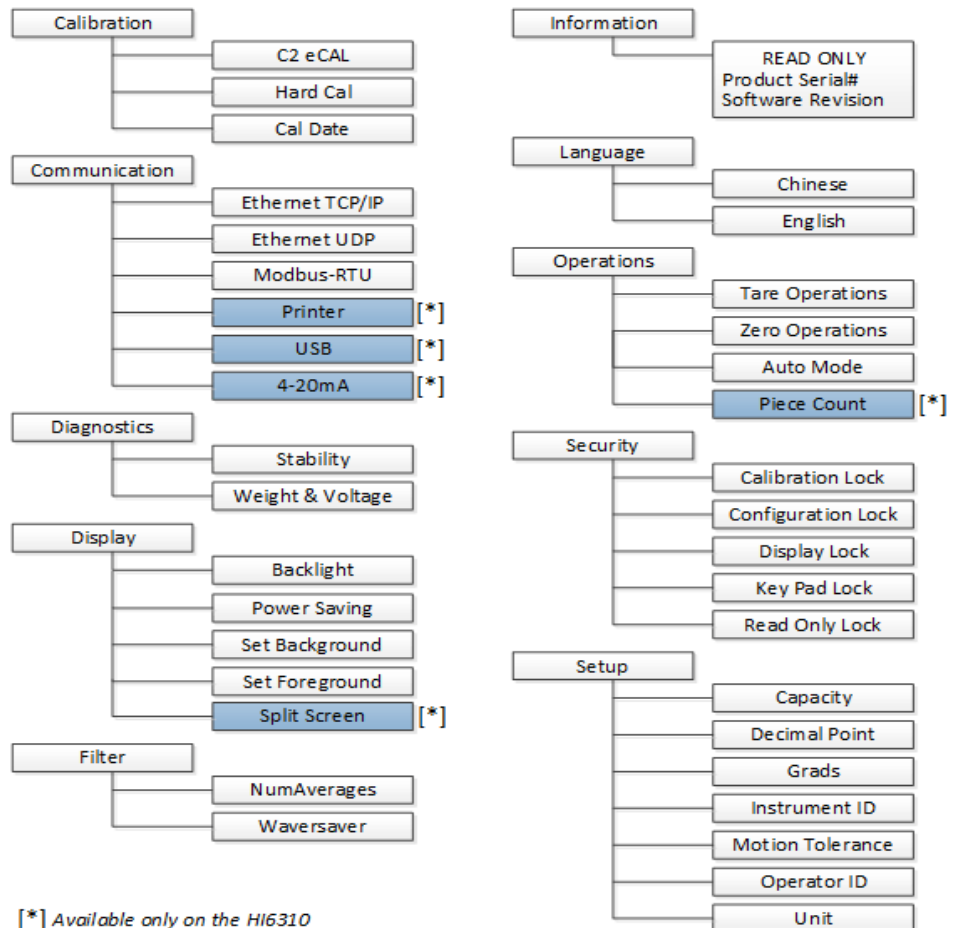 Calibration
C2 eCAL
Hard Cal
Cal Date
Communication
Ethernet TCP/IP
Ethernet UDP
Modbus-RTU
Printer [*]
USB [*]
4-20mA [*]
Diagnostics
Stability
Weight & Voltage
Display
Backlight
Power Saving
Set Background
Set Foreground
Split Screen [*]
Filter
NumAverages
Waversaver
[*] Available only on the HI6310
Information
READ ONLY
Product Serial#
Software Revision
Language
Chinese
English
Operations
Tare Operations
Zero Operations
Auto Mode
Piece Count [*]
Security
Calibration Lock
Configuration Lock
Display Lock
Key Pad Lock
Read Only Lock
Setup
Capacity
Decimal Point
Grads
Instrument ID
Motion Tolerance
Operator ID
Unit